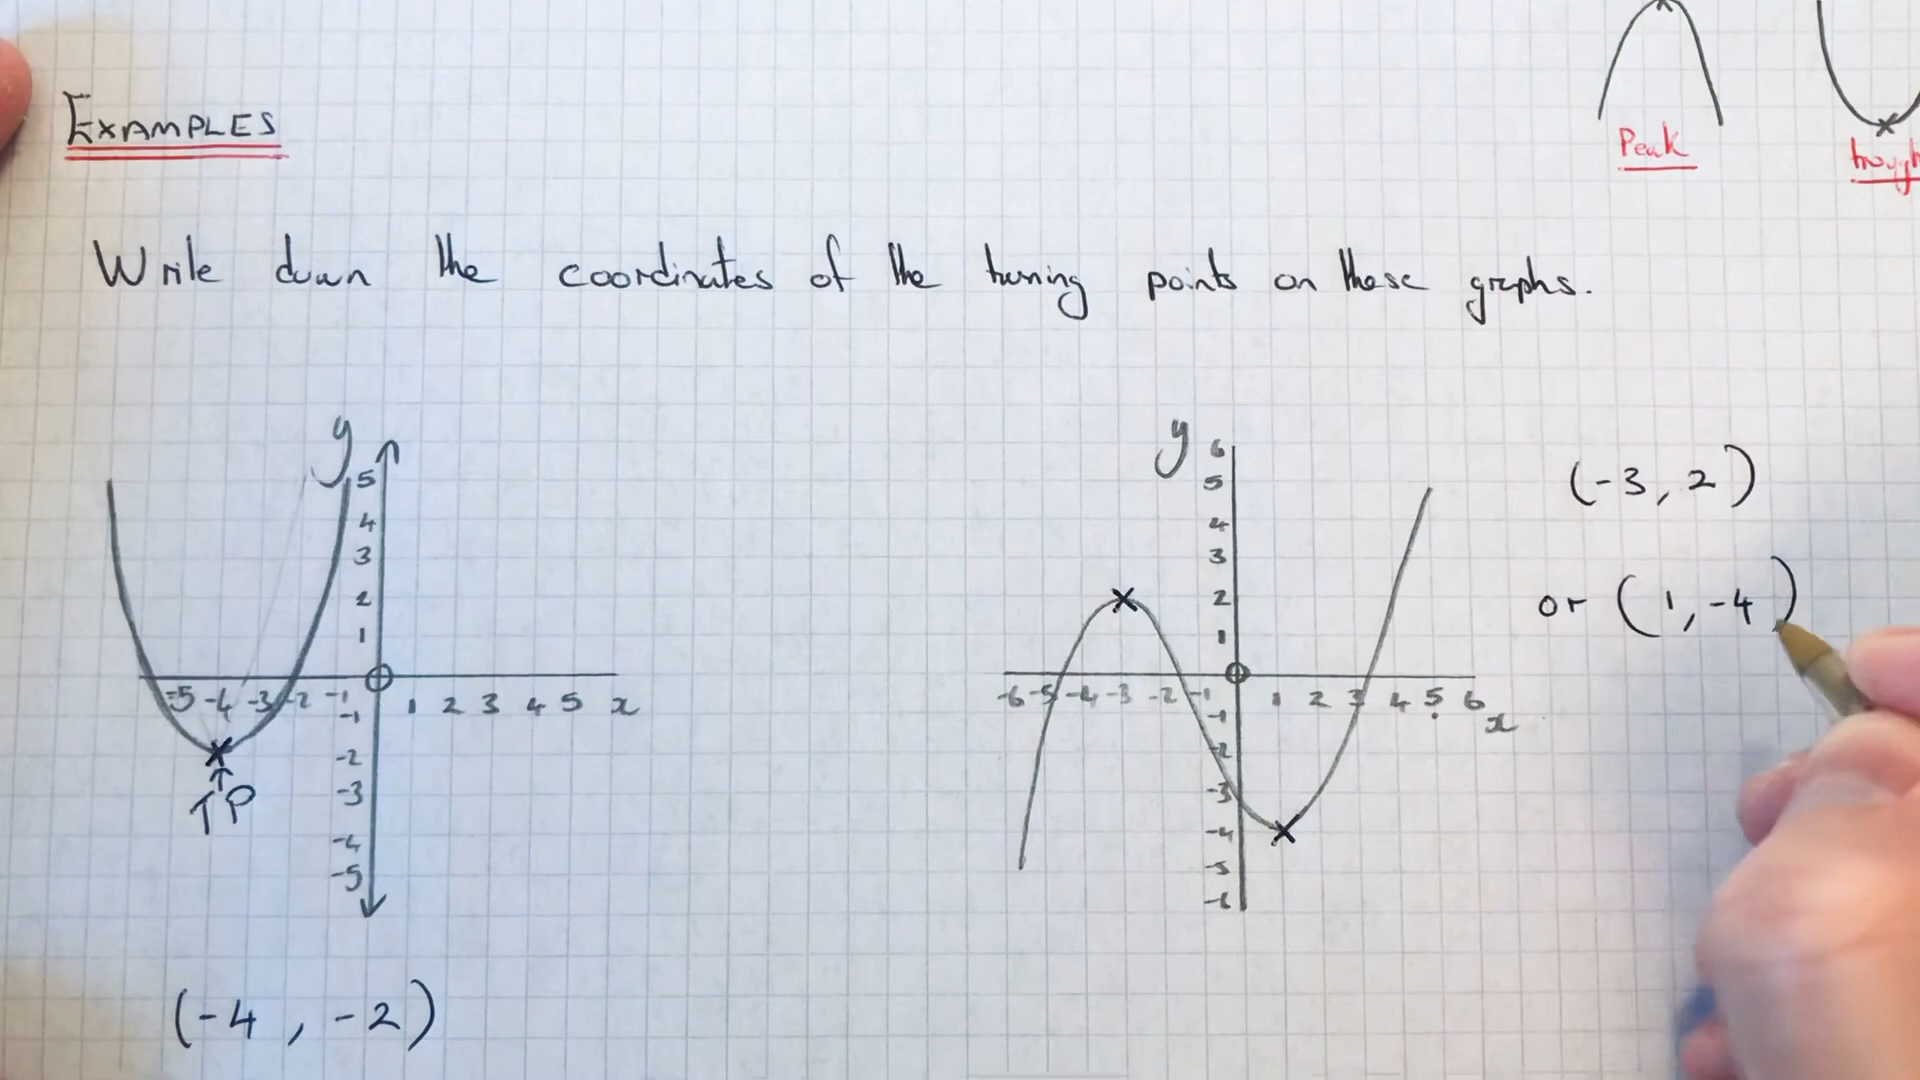 EXAMPLES
Peak
trough
Write down the coordinates of the turning points on these graphs.
y
5
4
3
2
1
-5 -4 -3 -2 -1
1 2 3 4 5 x
-1
-2
-3
-4
-5
TP
(-4, -2)
y
6
5
4
3
2
1
-6 -5 -4 -3 -2 -1
1 2 3 4 5 6
x
-1
-2
-3
-4
-5
-6
(-3, 2)
or (1, -4)